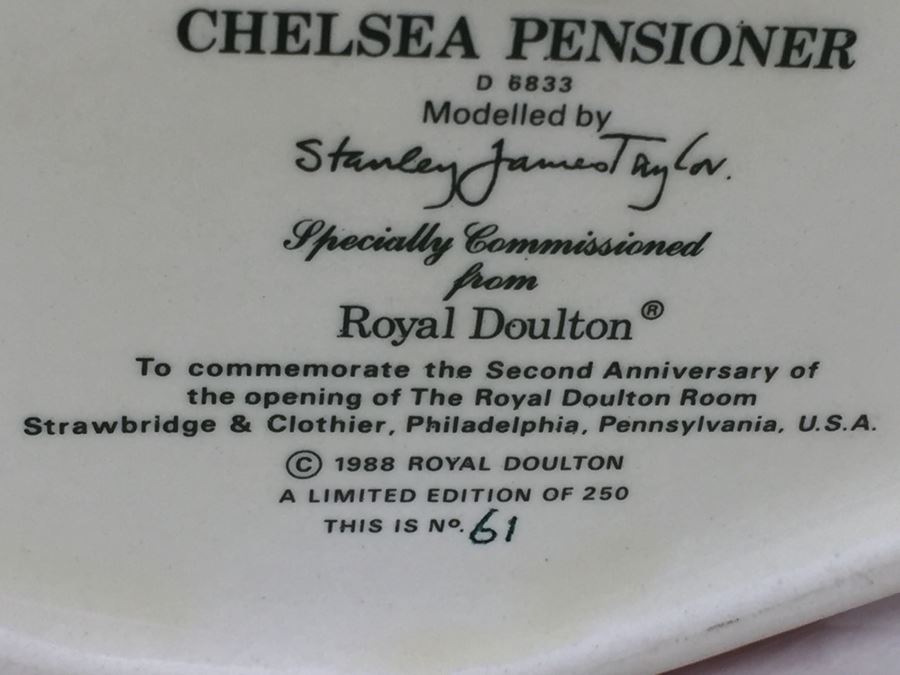 CHELSEA PENSIONER
D 6833
Modelled by
Stanley James Taylor.
Specially Commissioned
from
Royal Doulton ®
To commemorate the Second Anniversary of
the opening of The Royal Doulton Room
Strawbridge & Clothier, Philadelphia, Pennsylvania, U.S.A.
© 1988 ROYAL DOULTON
A LIMITED EDITION OF 250
THIS IS Nº. 61